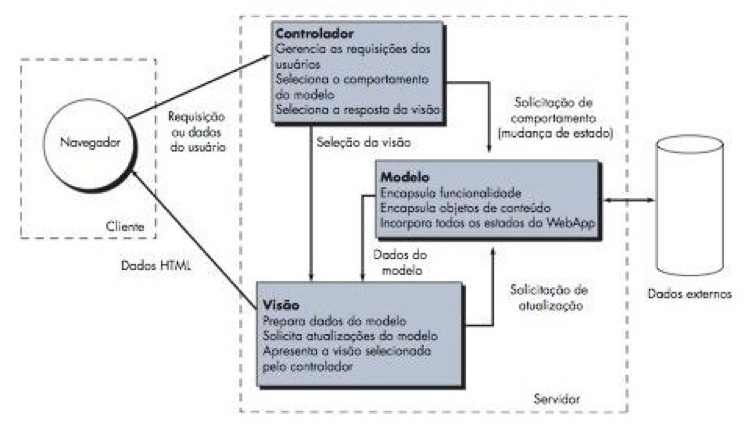 Controlador
Gerencia as requisições dos
usuários
Seleciona o comportamento
do modelo
Seleciona a resposta da visão
Requisição
ou dados
do usuário
Navegador
Cliente
Solicitação de
comportamento
(mudança de estado)
Seleção da visão
Modelo
Encapsula funcionalidade
Encapsula objetos de conteúdo
Incorpora todos os estados da WebApp
Dados HTML
Dados do
modelo
Solicitação de
atualização
Dados externos
Visão
Prepara dados do modelo
Solicita atualizações do modelo
Apresenta a visão selecionada
pelo controlador
Servidor